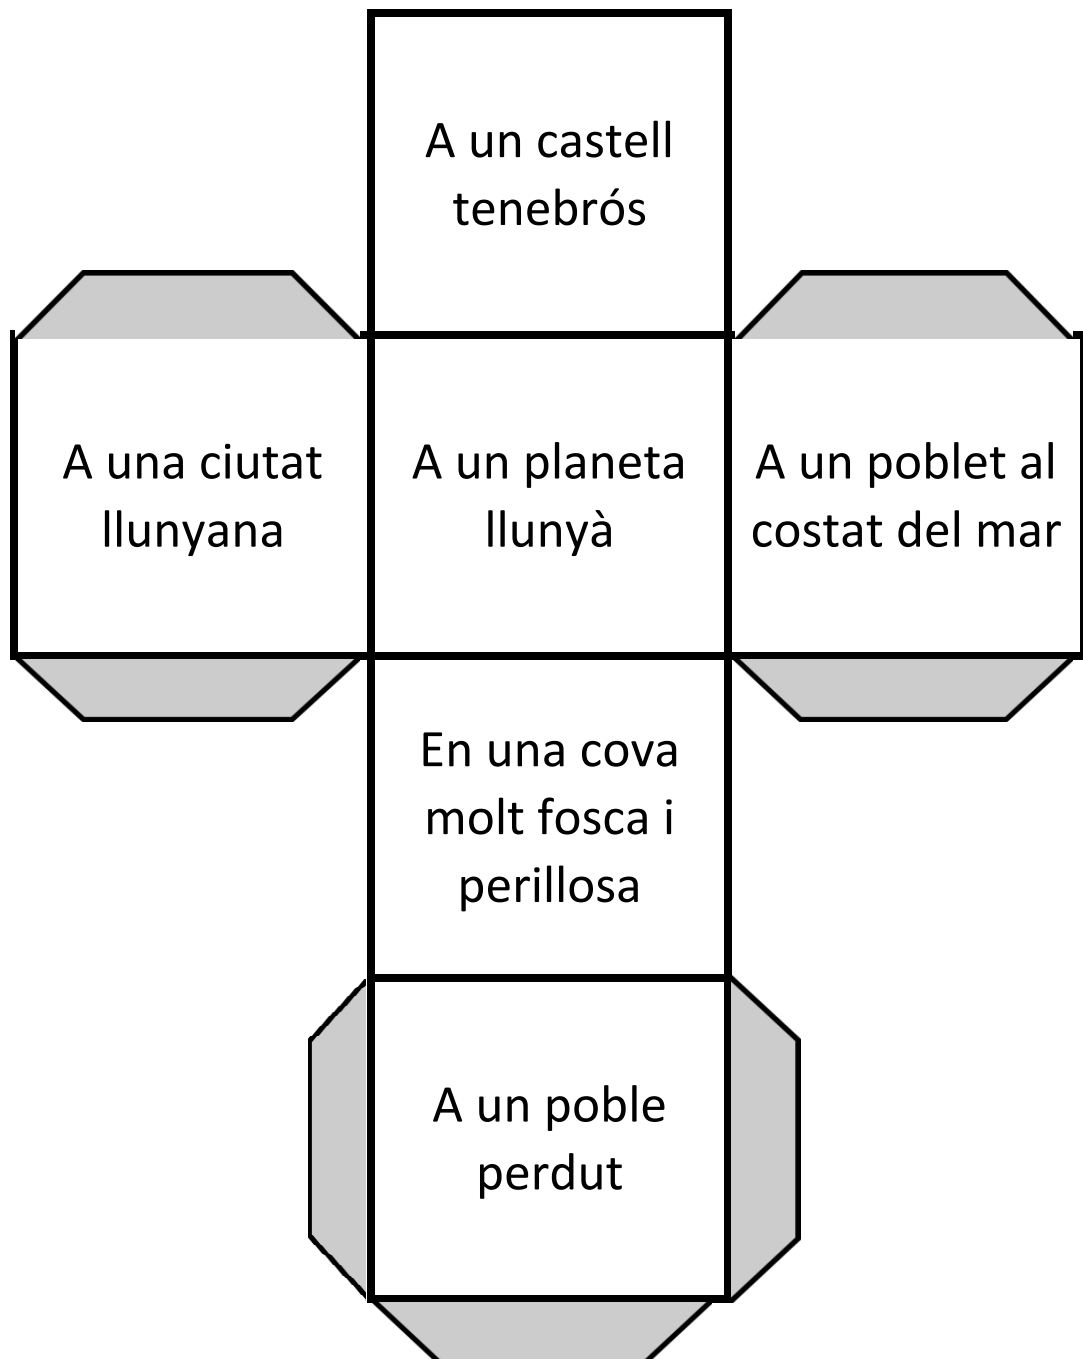 A un castell
tenebrós
A una ciutat
llunyana
A un planeta
llunyà
A un poblet al
costat del mar
En una cova
molt fosca i
perillosa
A un poble
perdut